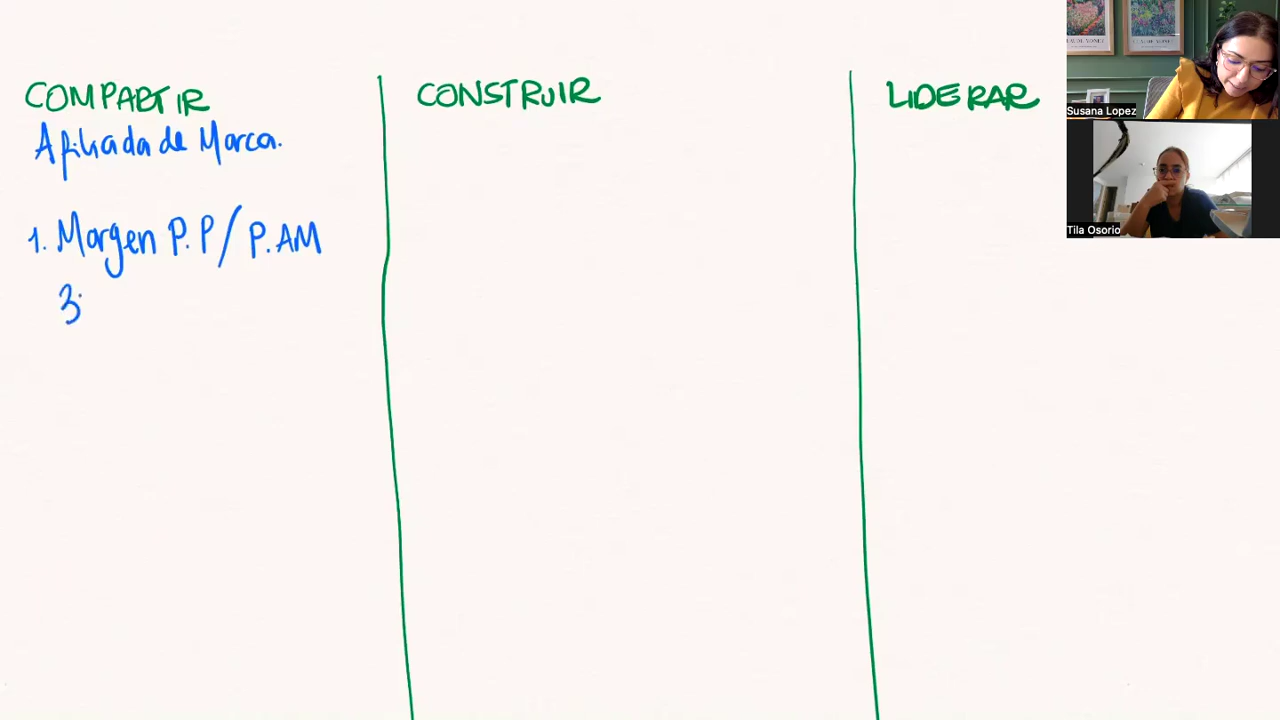 COMPARTIR
Afiliada de Marca.
1. Margen P.P/P.AM
3
CONSTRUIR
LIDERAR
Susana Lopez
Tila Osorio